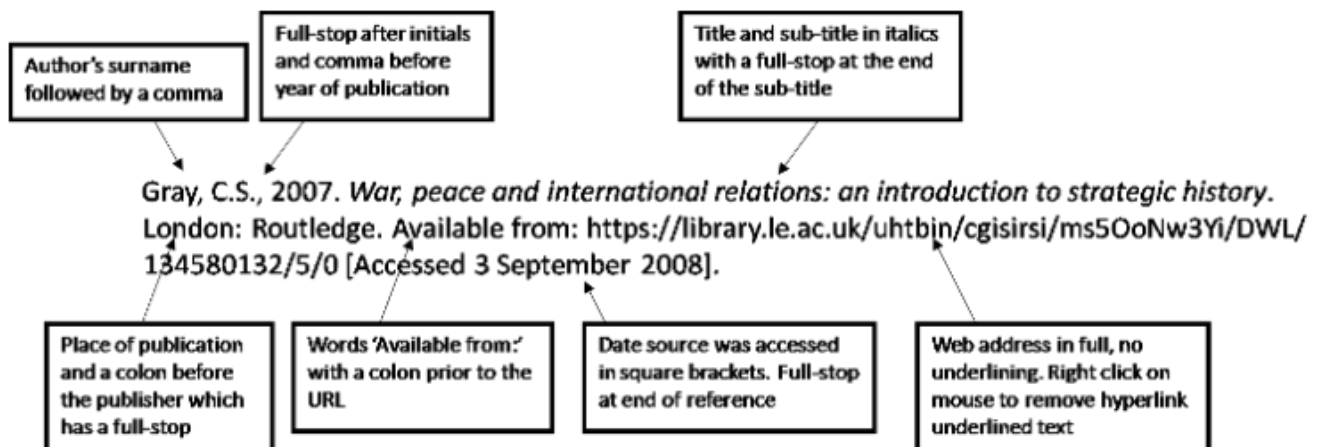 Author's surname
followed by a comma
Full-stop after initials
and comma before
year of publication
Title and sub-title in italics
with a full-stop at the end
of the sub-title
Gray, C.S., 2007. War, peace and international relations: an introduction to strategic history.
London: Routledge. Available from: https://library.le.ac.uk/uhtbin/cgisirsi/ms5OoNw3Yi/DWL/
134580132/5/0 [Accessed 3 September 2008].
Place of publication
and a colon before
the publisher which
has a full-stop
Words 'Available from:'
with a colon prior to the
URL
Date source was accessed
in square brackets. Full-stop
at end of reference
Web address in full, no
underlining. Right click on
mouse to remove hyperlink
underlined text